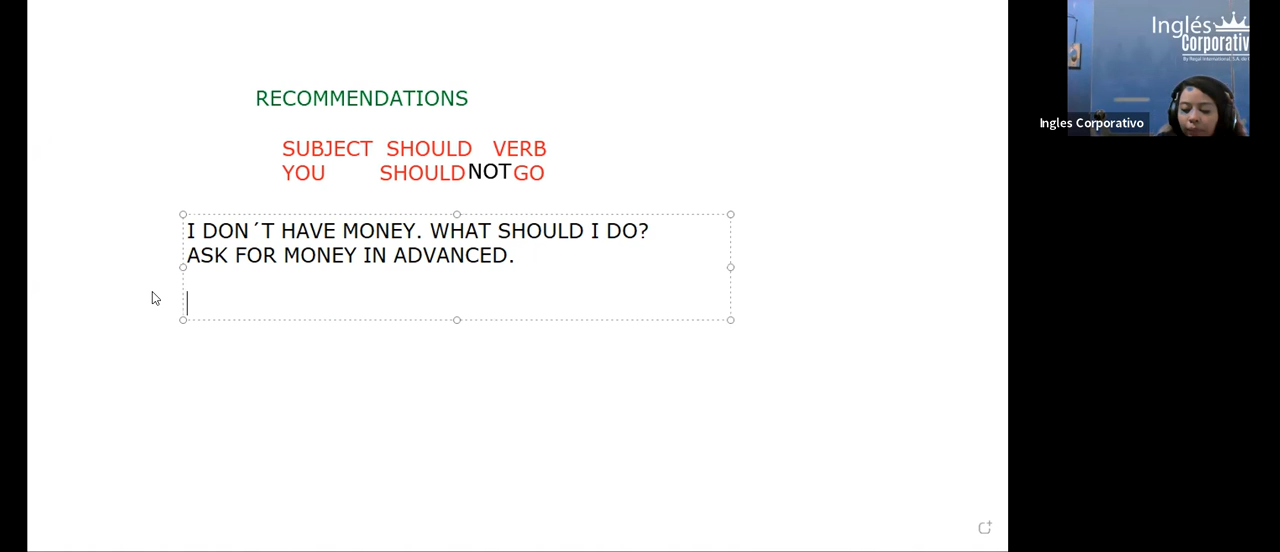 RECOMMENDATIONS
SUBJECT SHOULD VERB
YOU SHOULD NOT GO
I DON´T HAVE MONEY. WHAT SHOULD I DO?
ASK FOR MONEY IN ADVANCED.
Inglés
Corporativ
Ingles Corporativo